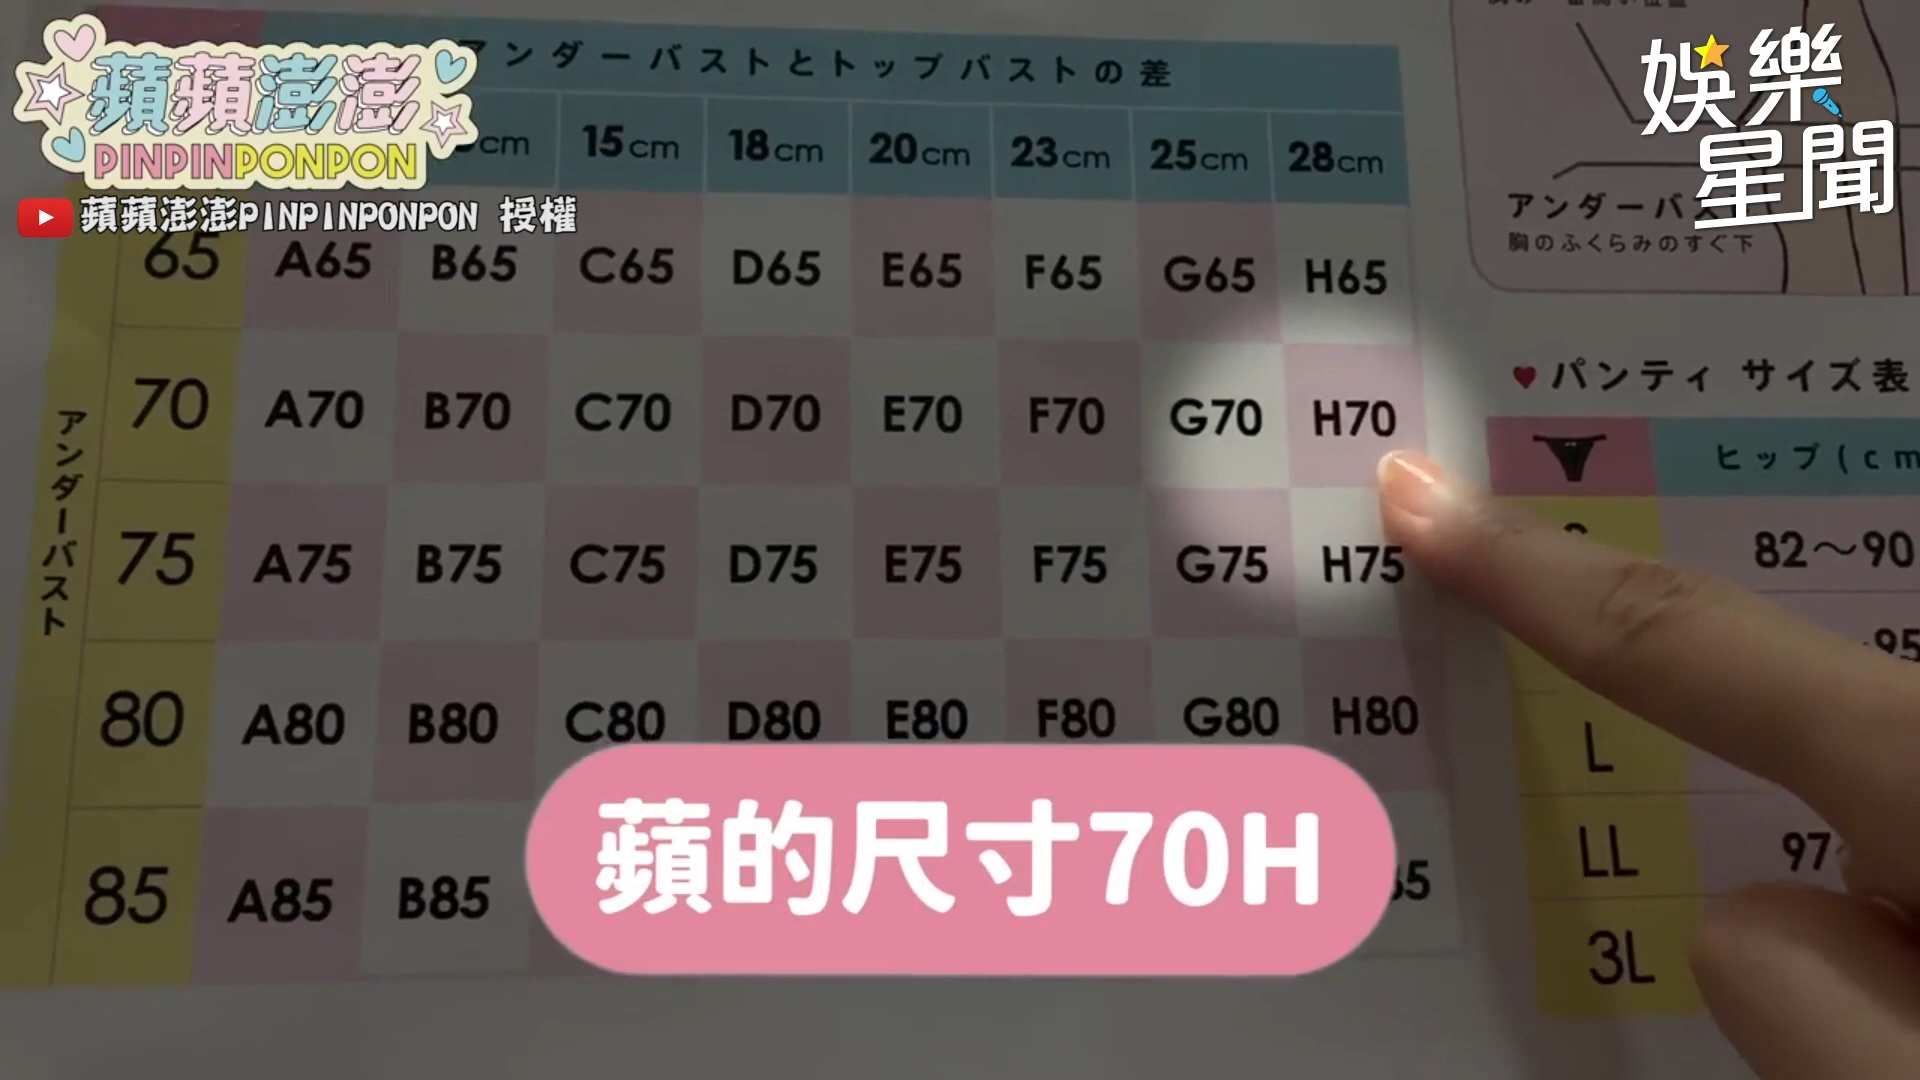 蘋蘋澎澎
PINPINPONPON
蘋蘋澎澎PINPINPONPON 授權
娛樂
星聞
アンダーバストとトップバストの差
cm 15cm 18cm 20cm 23cm 25cm 28cm
アンダーバスト
65 A65 B65 C65 D65 E65 F65 G65 H65
70 A70 B70 C70 D70 E70 F70 G70 H70
75 A75 B75 C75 D75 E75 F75 G75 H75
80 A80 B80 C80 D80 E80 F80 G80 H80
85 A85 B85
アンダーバス
胸のふくらみのすぐ下
パンティ サイズ表
ヒップ(cm
82〜90
95
L
LL 97
3L
蘋的尺寸70H